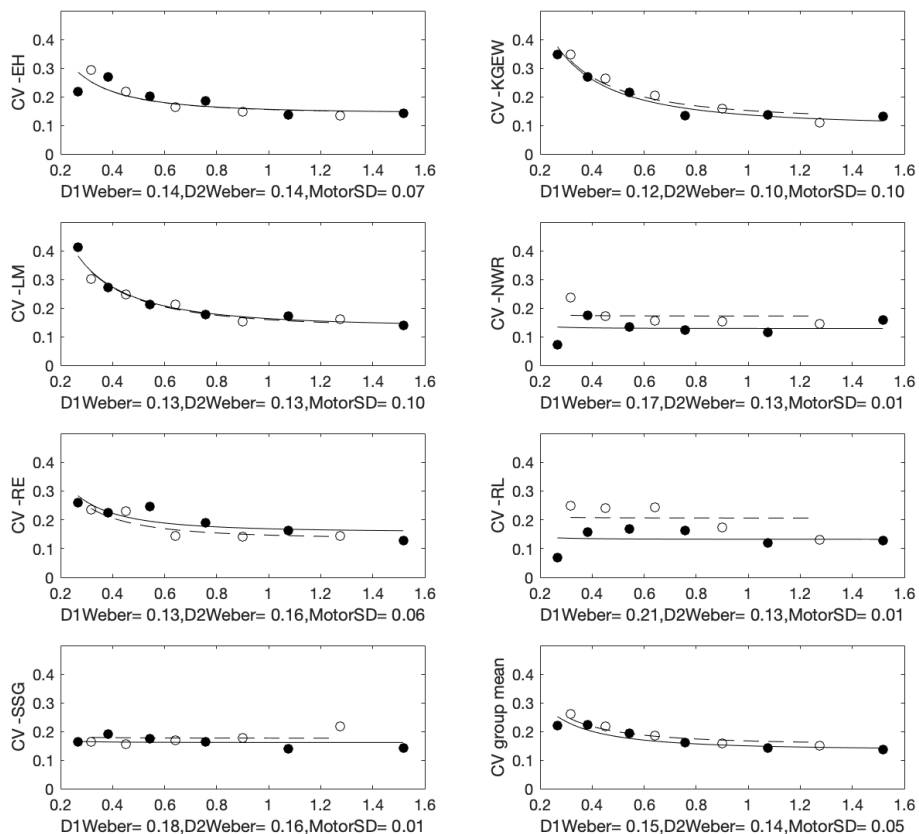 0.4
0.3
0.2
0.1
0
CV -EH
0.2 0.4 0.6 0.8 1 1.2 1.4 1.6
D1Weber= 0.14,D2Weber= 0.14,MotorSD= 0.07
0.4
0.3
0.2
0.1
0
CV -KGEW
0.2 0.4 0.6 0.8 1 1.2 1.4 1.6
D1Weber= 0.12,D2Weber= 0.10,MotorSD= 0.10
0.4
0.3
0.2
0.1
0
CV -LM
0.2 0.4 0.6 0.8 1 1.2 1.4 1.6
D1Weber= 0.13,D2Weber= 0.13,MotorSD= 0.10
0.4
0.3
0.2
0.1
0
CV -NWR
0.2 0.4 0.6 0.8 1 1.2 1.4 1.6
D1Weber= 0.17,D2Weber= 0.13,MotorSD= 0.01
0.4
0.3
0.2
0.1
0
CV -RE
0.2 0.4 0.6 0.8 1 1.2 1.4 1.6
D1Weber= 0.13,D2Weber= 0.16,MotorSD= 0.06
0.4
0.3
0.2
0.1
0
CV -RL
0.2 0.4 0.6 0.8 1 1.2 1.4 1.6
D1Weber= 0.21,D2Weber= 0.13,MotorSD= 0.01
0.4
0.3
0.2
0.1
0
CV -SSG
0.2 0.4 0.6 0.8 1 1.2 1.4 1.6
D1Weber= 0.18,D2Weber= 0.16,MotorSD= 0.01
0.4
0.3
0.2
0.1
0
CV group mean
0.2 0.4 0.6 0.8 1 1.2 1.4 1.6
D1Weber= 0.15,D2Weber= 0.14,MotorSD= 0.05